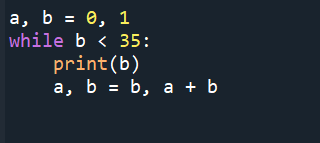 a, b = 0, 1
while b < 35:
    print(b)
    a, b = b, a + b